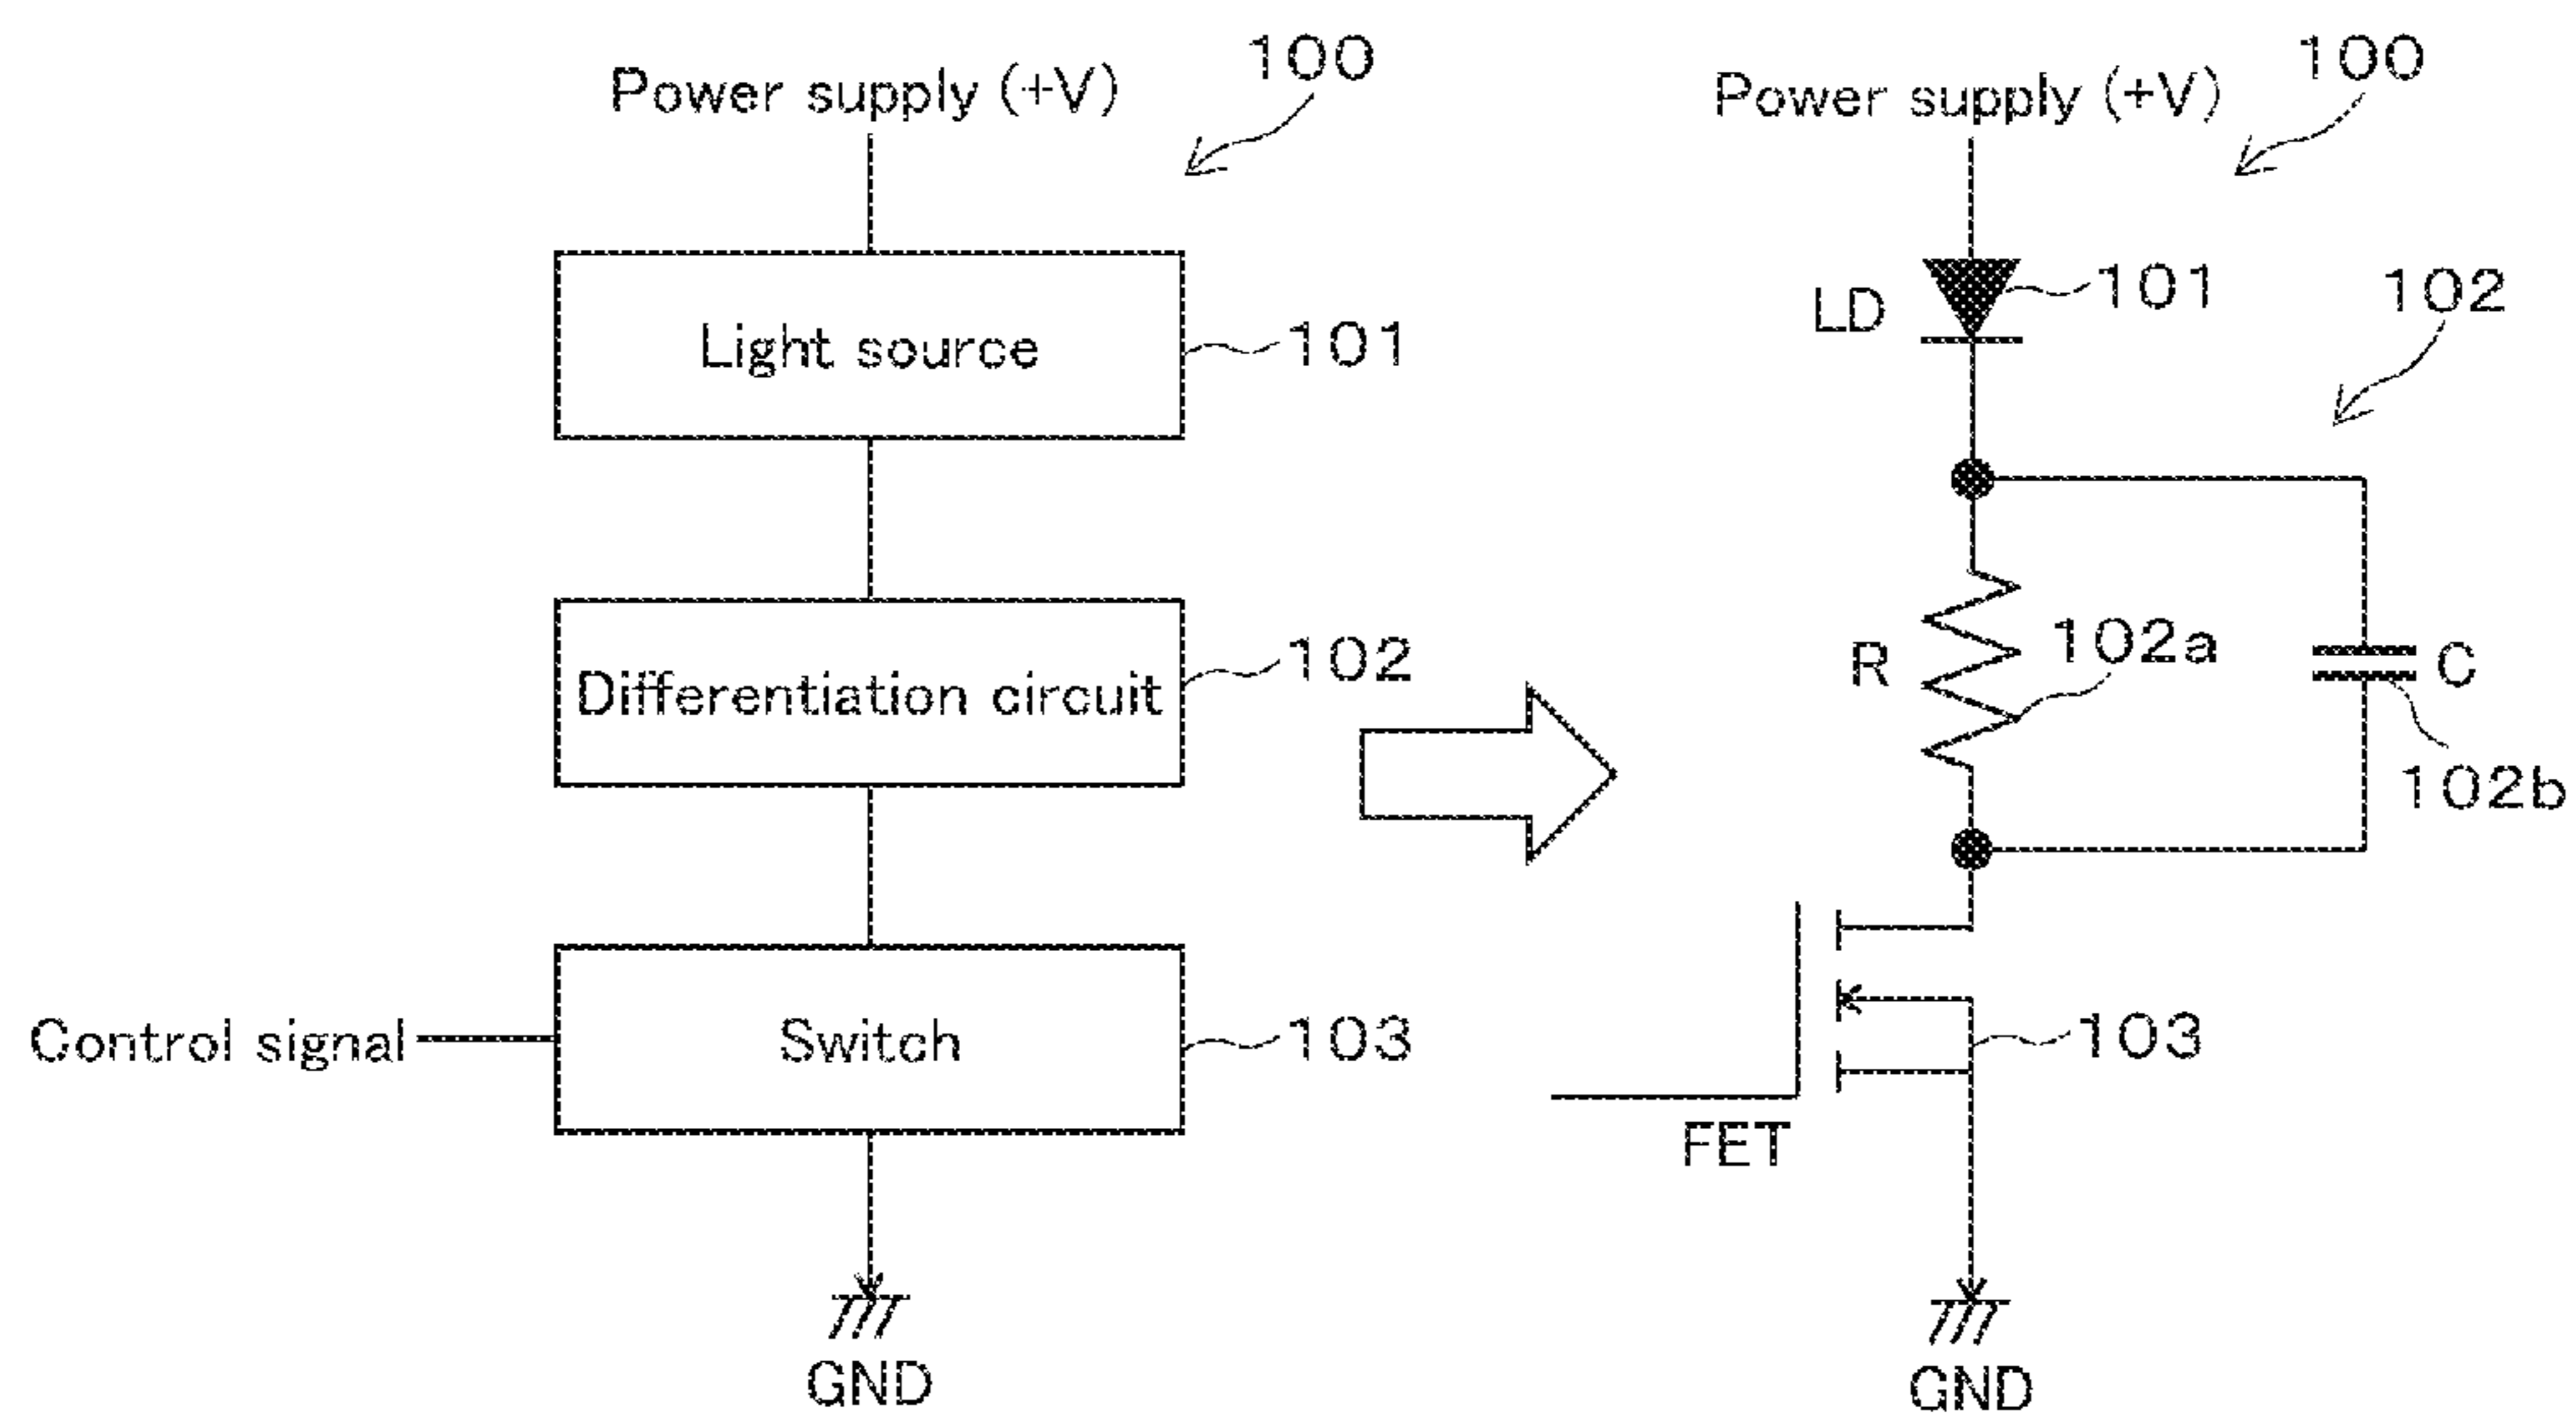 Power supply (+V)
100
Light source
101
Differentiation circuit
102
Control signal
Switch
103
GND
Power supply (+V)
100
LD
101
102
R
102a
C
102b
FET
103
GND